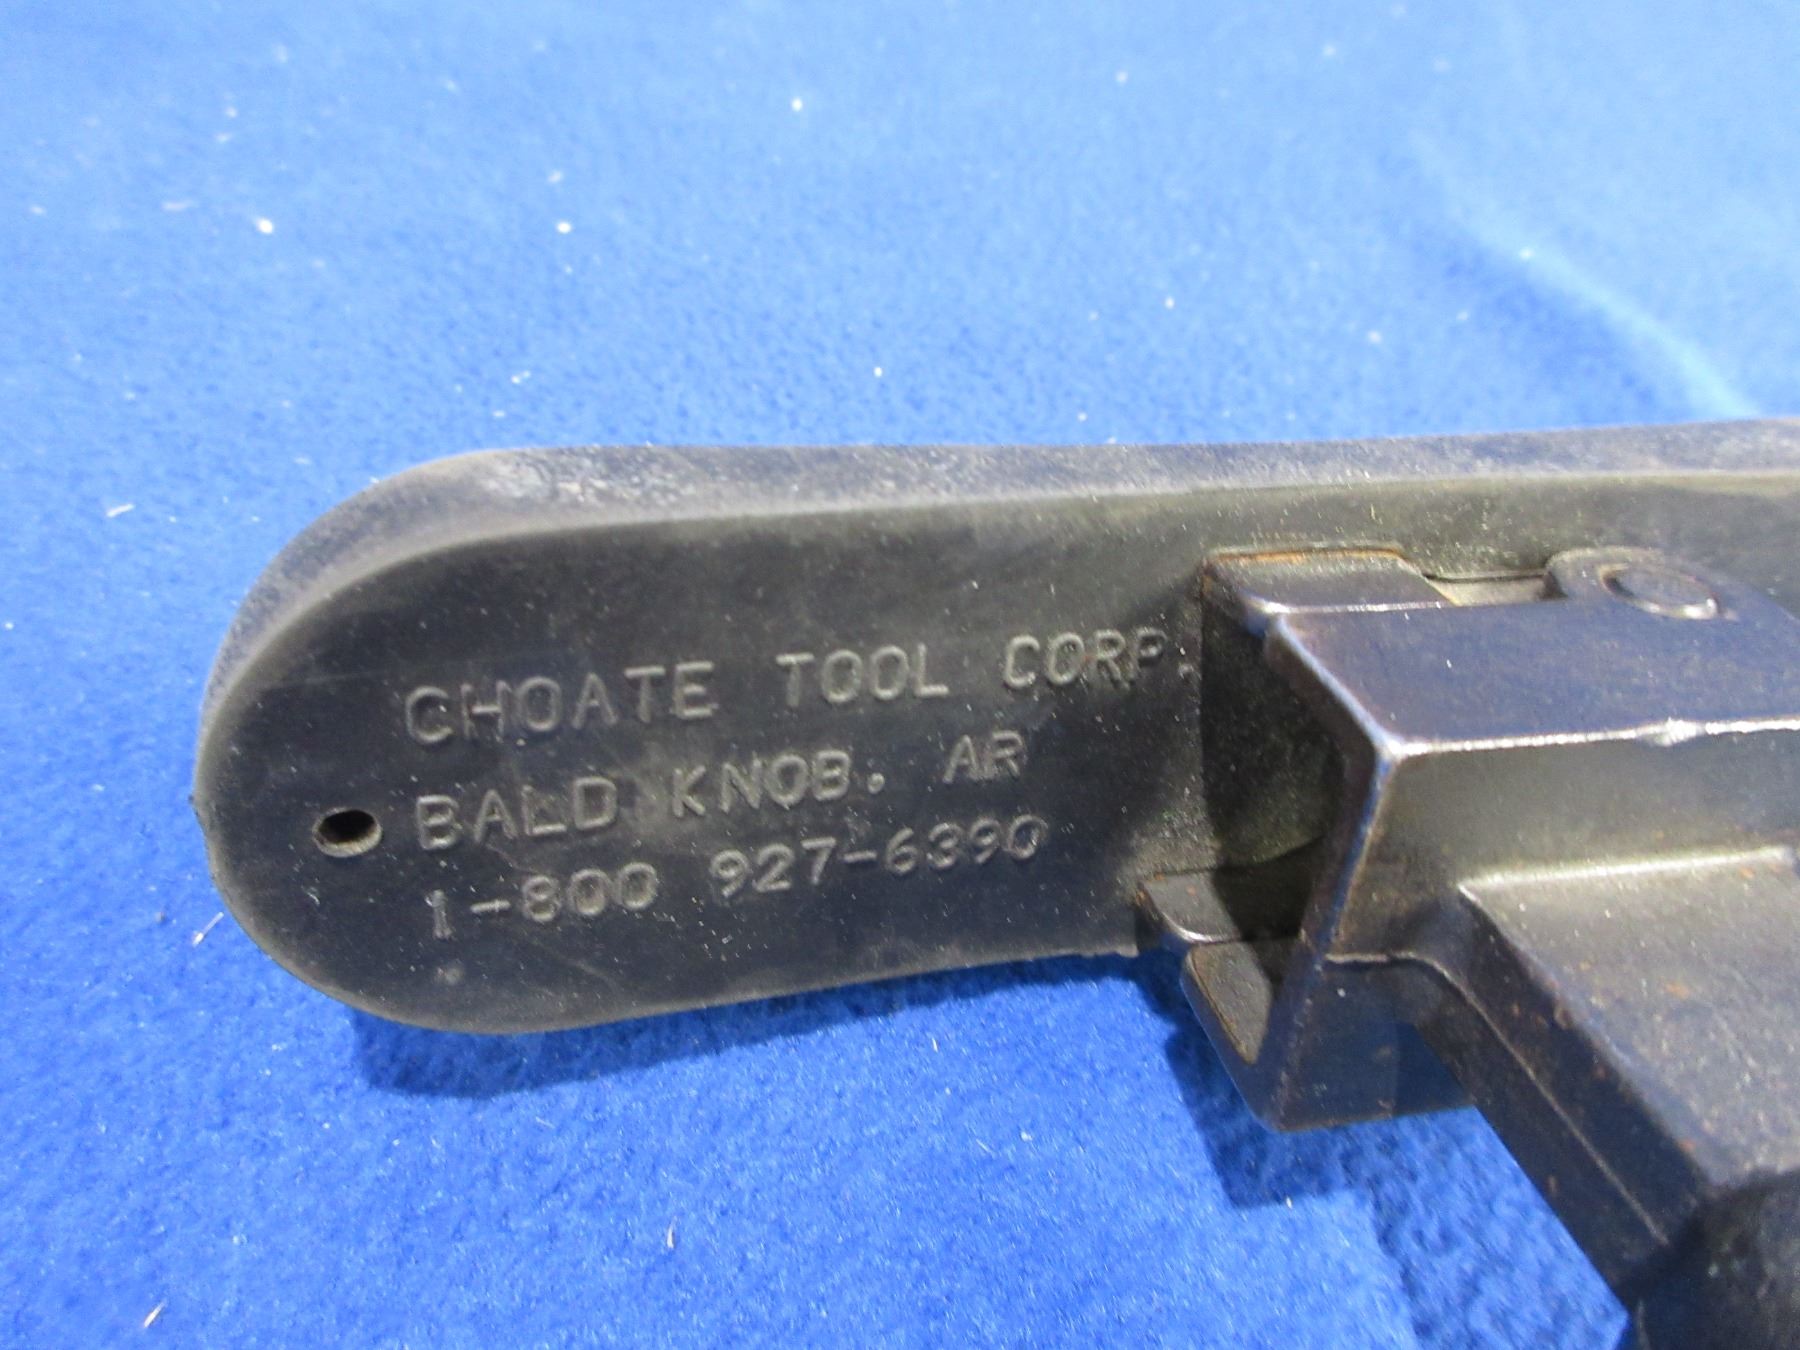 CHOATE TOOL CORP.
BALD KNOB. AR
1-800 927-6390